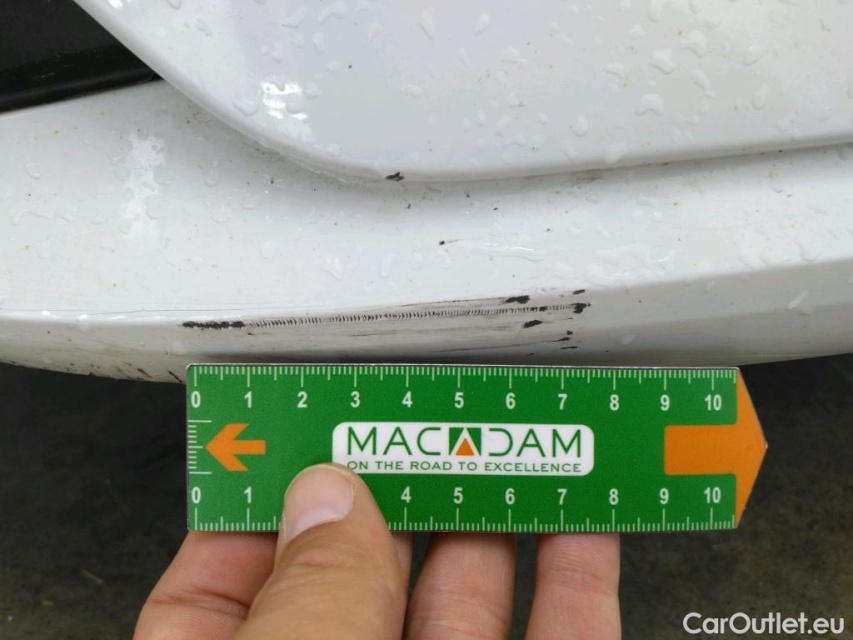 0 1 2 3 4 5 6 7 8 9 10
MACADAM
ON THE ROAD TO EXCELLENCE
0 1 4 5 6 7 8 9 10
CarOutlet.eu